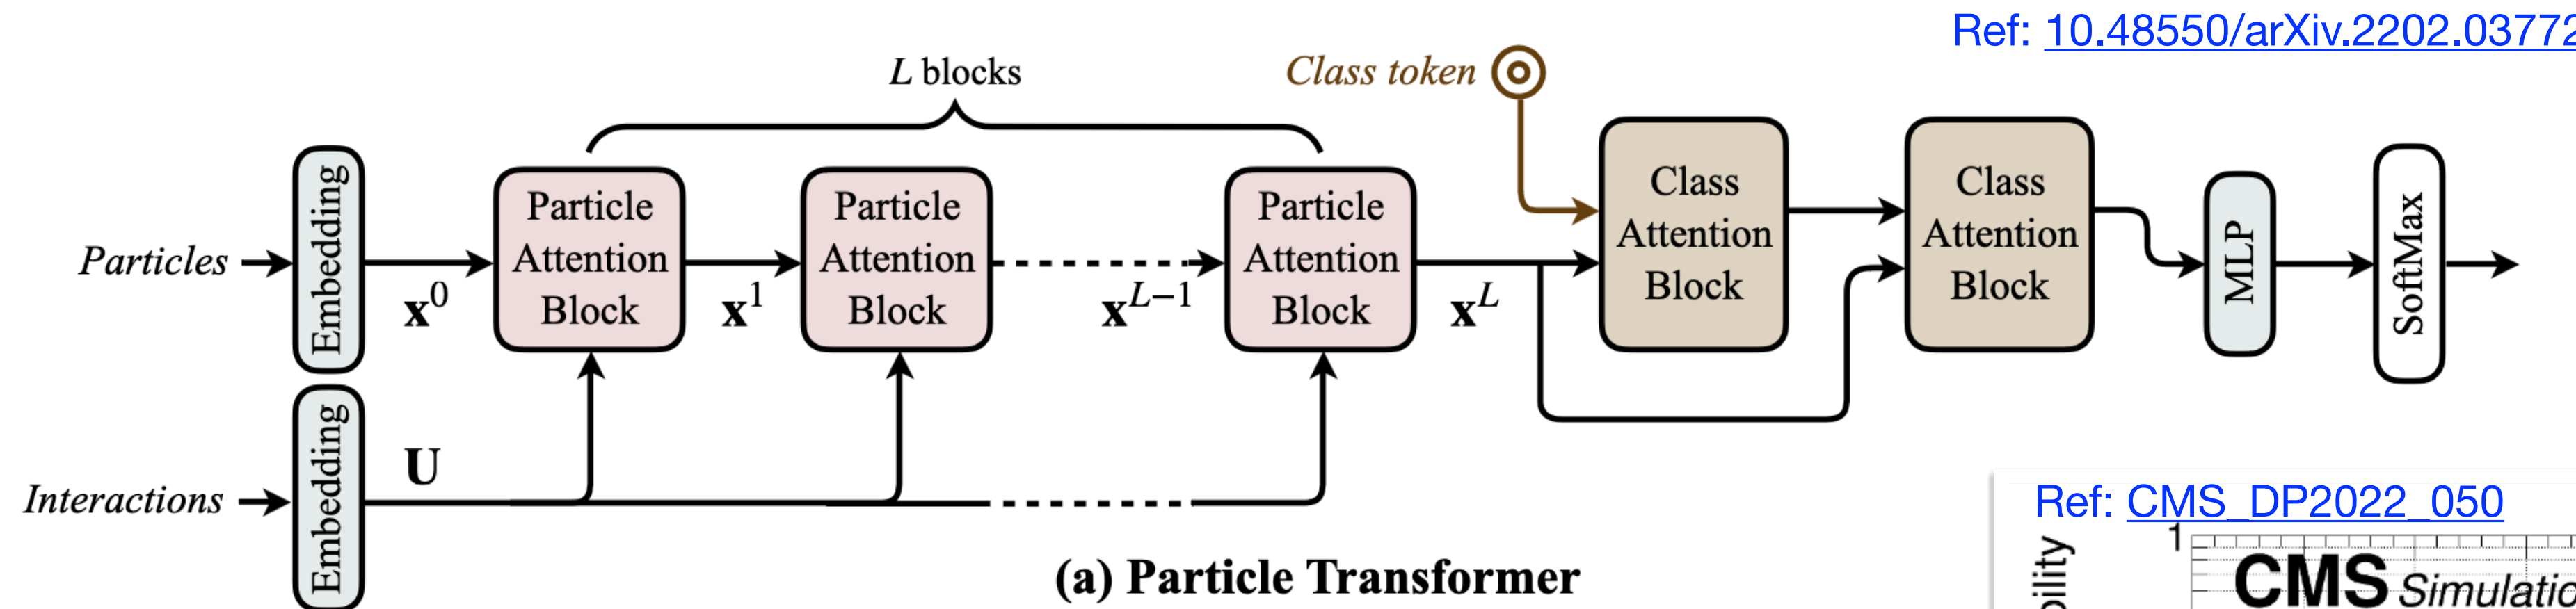 Ref: 10.48550/arXiv.2202.03772
L blocks
Class token
Particles
Embedding
x⁰
Particle
Attention
Block
x¹
Particle
Attention
Block
xᴸ⁻¹
Particle
Attention
Block
xᴸ
Class
Attention
Block
Class
Attention
Block
MLP
SoftMax
Interactions
Embedding
U
(a) Particle Transformer
Ref: CMS_DP2022_050
1
CMS